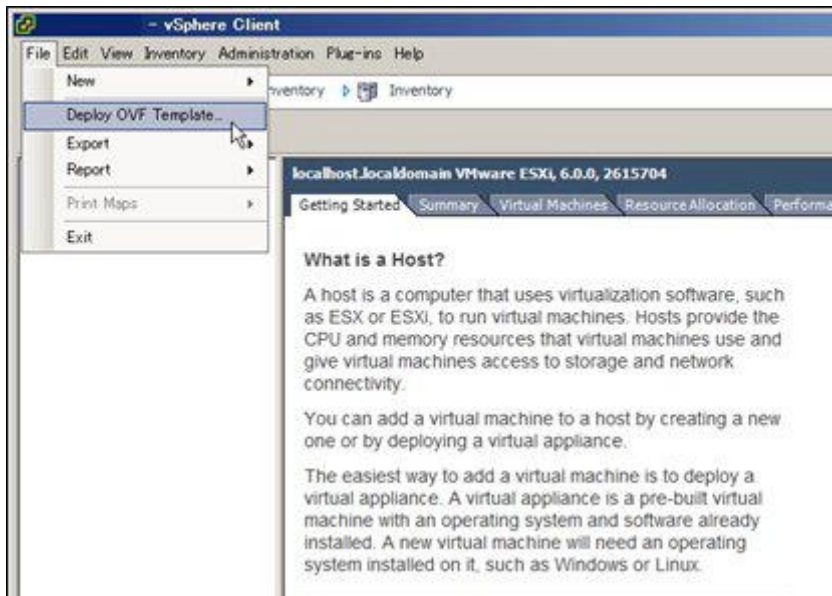 - vSphere Client
File Edit View Inventory Administration Plug-ins Help
New
Inventory
Deploy OVF Template...
Export
Report
Print Maps
Exit
localhost.localdomain VMware ESXi, 6.0.0, 2615704
Getting Started Summary Virtual Machines Resource Allocation Performa
What is a Host?
A host is a computer that uses virtualization software, such
as ESX or ESXi, to run virtual machines. Hosts provide the
CPU and memory resources that virtual machines use and
give virtual machines access to storage and network
connectivity.
You can add a virtual machine to a host by creating a new
one or by deploying a virtual appliance.
The easiest way to add a virtual machine is to deploy a
virtual appliance. A virtual appliance is a pre-built virtual
machine with an operating system and software already
installed. A new virtual machine will need an operating
system installed on it, such as Windows or Linux.